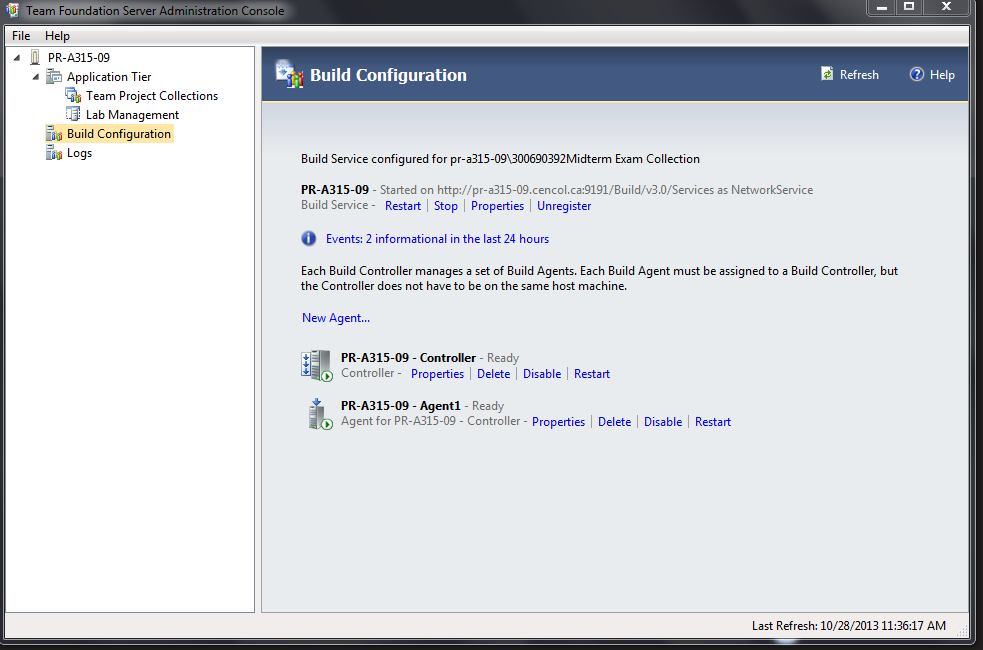 Team Foundation Server Administration Console
File Help
PR-A315-09
Application Tier
Team Project Collections
Lab Management
Build Configuration
Logs
Build Configuration
Refresh Help
Build Service configured for pr-a315-09\300690392Midterm Exam Collection
PR-A315-09 - Started on http://pr-a315-09.cencol.ca:9191/Build/v3.0/Services as NetworkService
Build Service - Restart | Stop | Properties | Unregister
Events: 2 informational in the last 24 hours
Each Build Controller manages a set of Build Agents. Each Build Agent must be assigned to a Build Controller, but
the Controller does not have to be on the same host machine.
New Agent...
PR-A315-09 - Controller - Ready
Controller - Properties | Delete | Disable | Restart
PR-A315-09 - Agent1 - Ready
Agent for PR-A315-09 - Controller - Properties | Delete | Disable | Restart
Last Refresh: 10/28/2013 11:36:17 AM